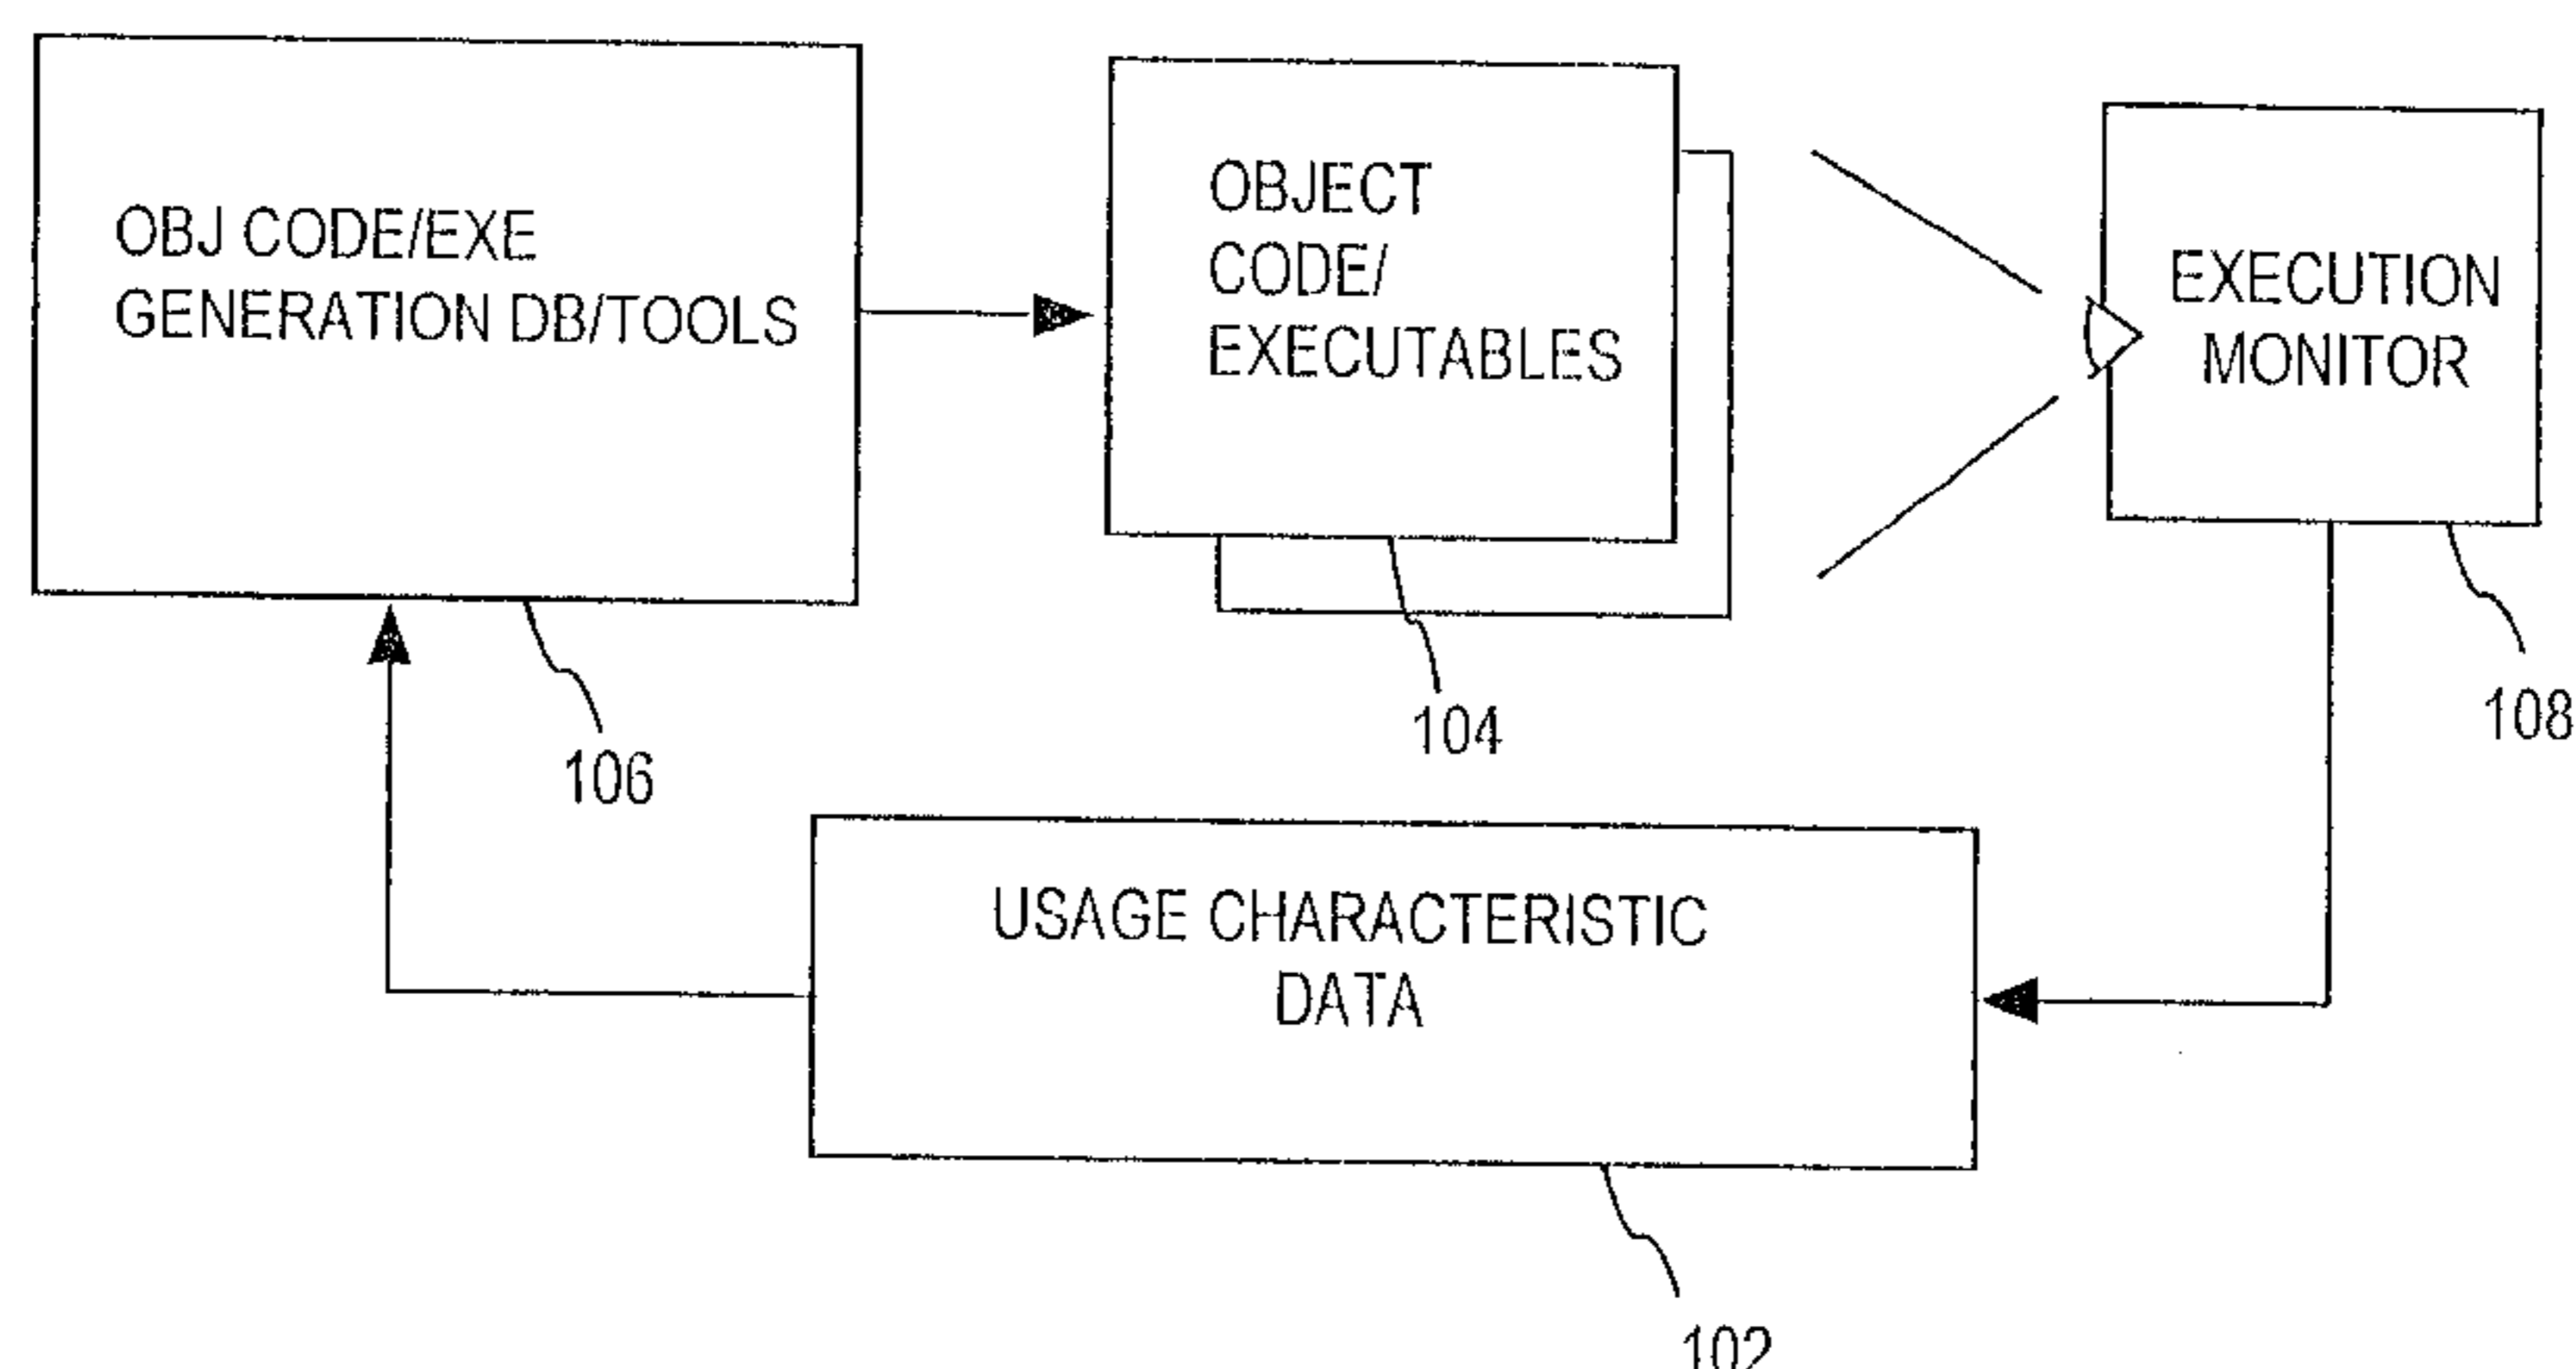 OBJ CODE/EXE
GENERATION DB/TOOLS
OBJECT
CODE/
EXECUTABLES
EXECUTION
MONITOR
106
104
108
USAGE CHARACTERISTIC
DATA
102